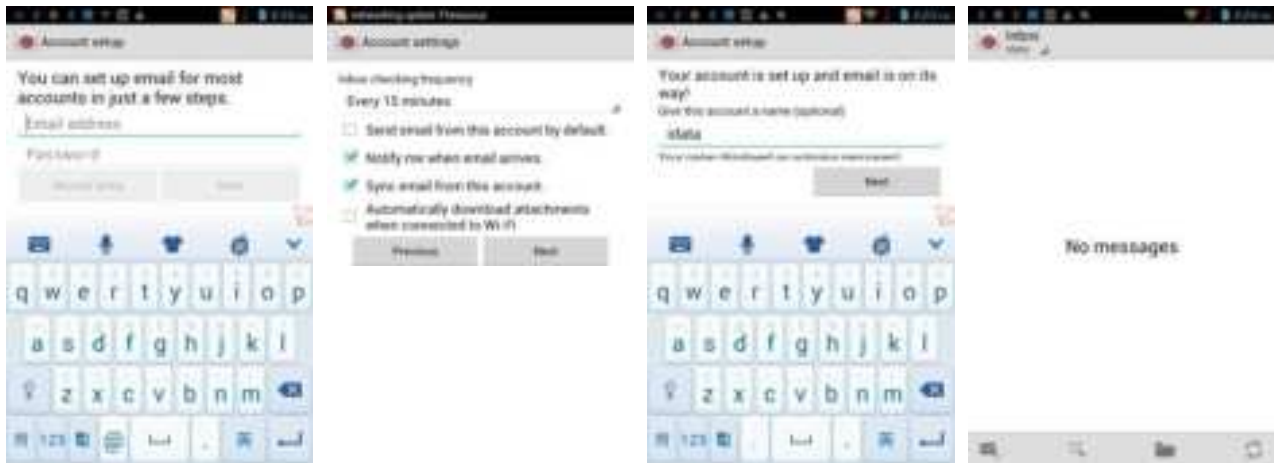 Account setup
You can set up email for most
accounts in just a few steps.
Email address
Password
Manual setup
Next
q w e r t y u i o p
a s d f g h j k l
z x c v b n m
123
Account settings
Inbox checking frequency
Every 15 minutes
Send email from this account by default
Notify me when email arrives
Sync email from this account
Automatically download attachments
when connected to Wi-Fi
Previous
Next
Account setup
Your account is set up and email is on its
way!
Give this account a name (optional)
Next
q w e r t y u i o p
a s d f g h j k l
z x c v b n m
123
英
Inbox
No messages